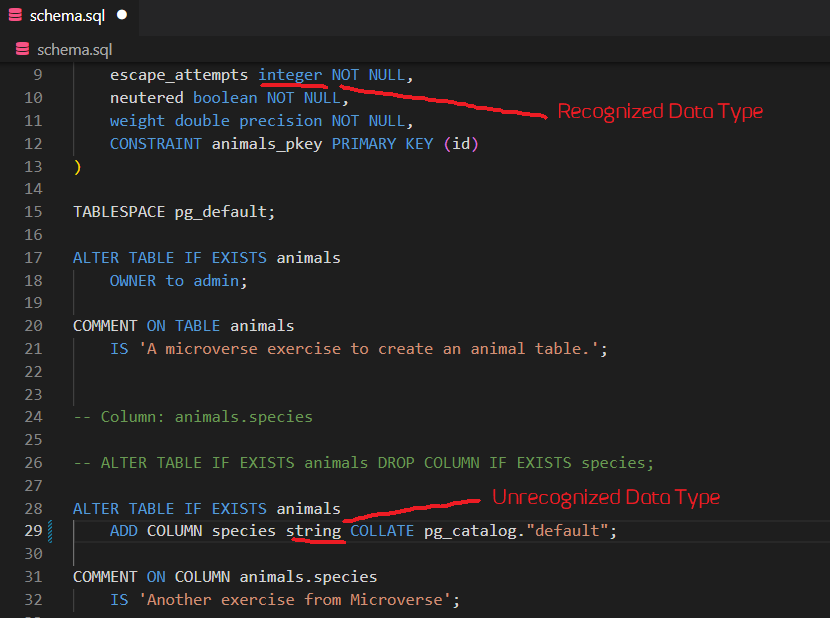 schema.sql ●
schema.sql
9 escape_attempts integer NOT NULL,
10 neutered boolean NOT NULL,
Recognized Data Type
11 weight double precision NOT NULL,
12 CONSTRAINT animals_pkey PRIMARY KEY (id)
13 )
14
15 TABLESPACE pg_default;
16
17 ALTER TABLE IF EXISTS animals
18 OWNER to admin;
19
20 COMMENT ON TABLE animals
21 IS 'A microverse exercise to create an animal table.';
22
23
24 -- Column: animals.species
25
26 -- ALTER TABLE IF EXISTS animals DROP COLUMN IF EXISTS species;
27
Unrecognized Data Type
28 ALTER TABLE IF EXISTS animals
29 ADD COLUMN species string COLLATE pg_catalog."default";
30
31 COMMENT ON COLUMN animals.species
32 IS 'Another exercise from Microverse';